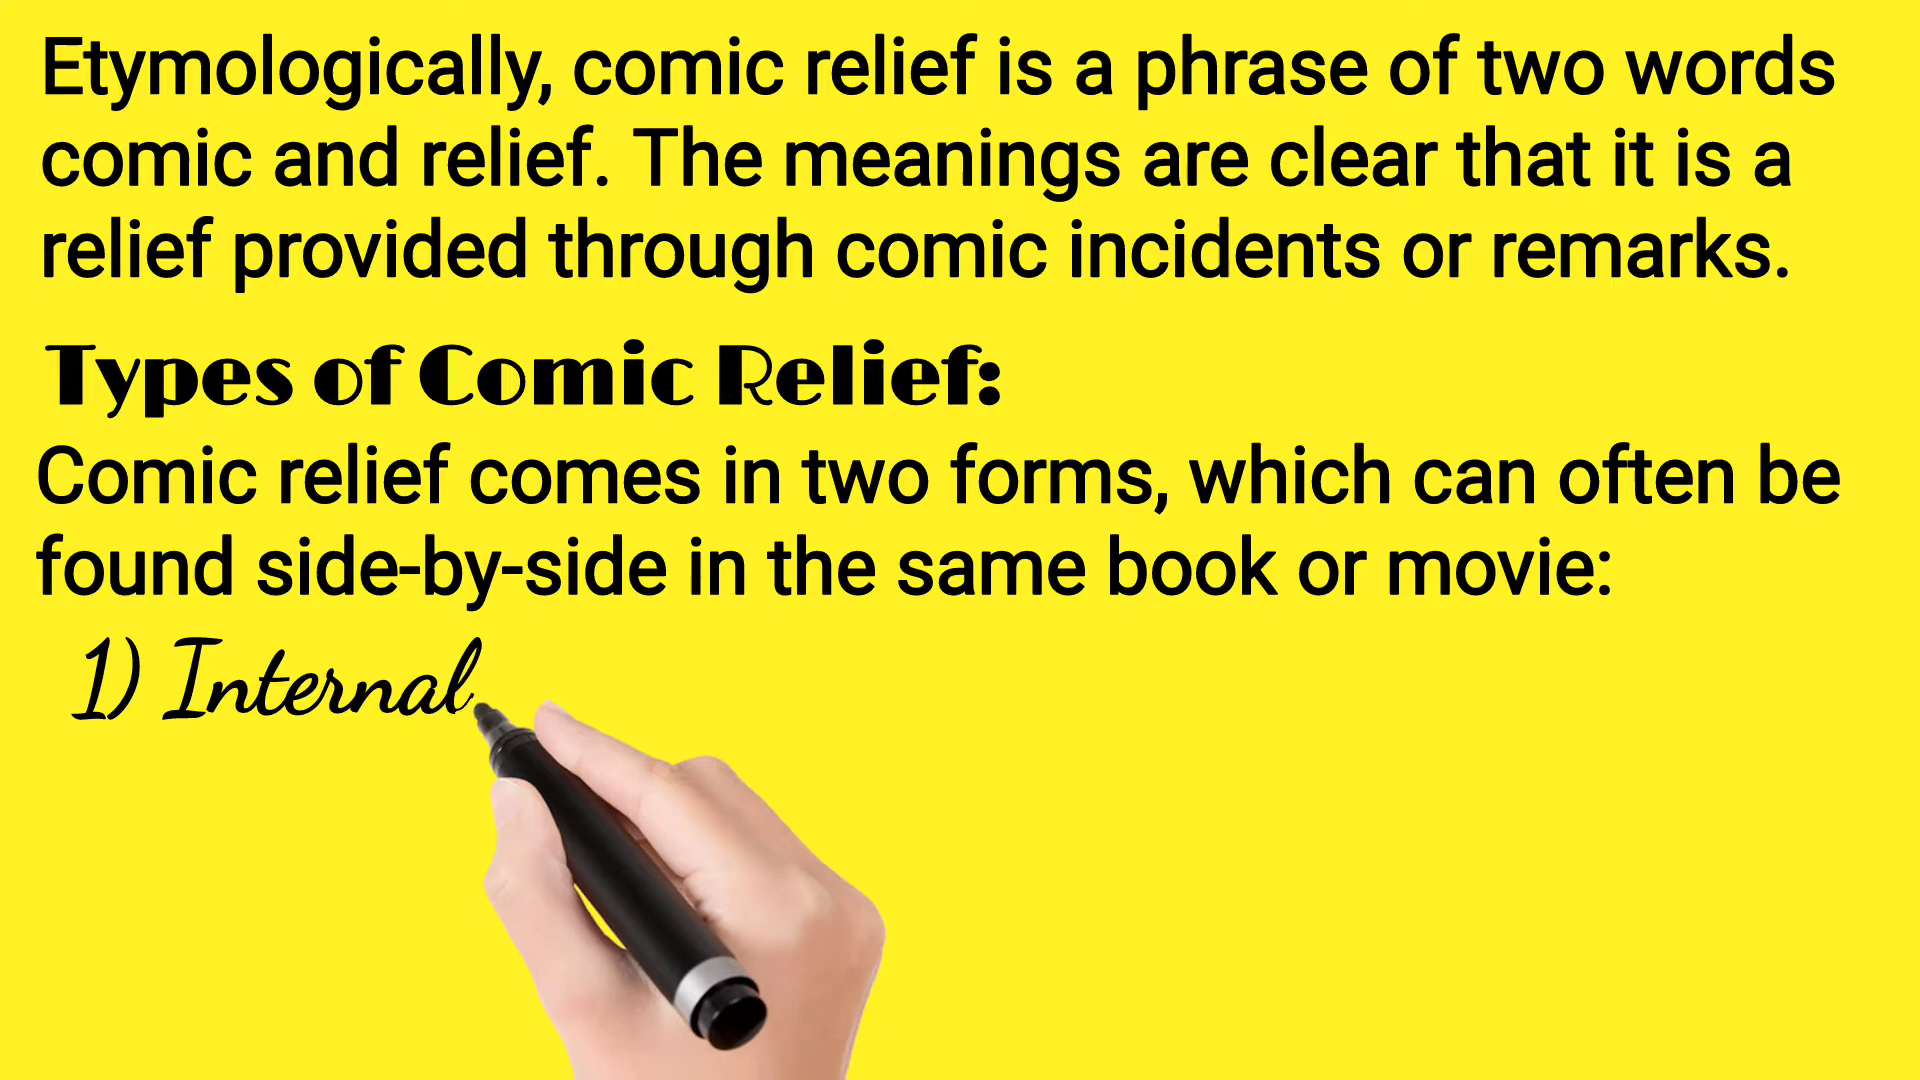 Etymologically, comic relief is a phrase of two words
comic and relief. The meanings are clear that it is a
relief provided through comic incidents or remarks.
Types of Comic Relief:
Comic relief comes in two forms, which can often be
found side-by-side in the same book or movie:
1) Internal